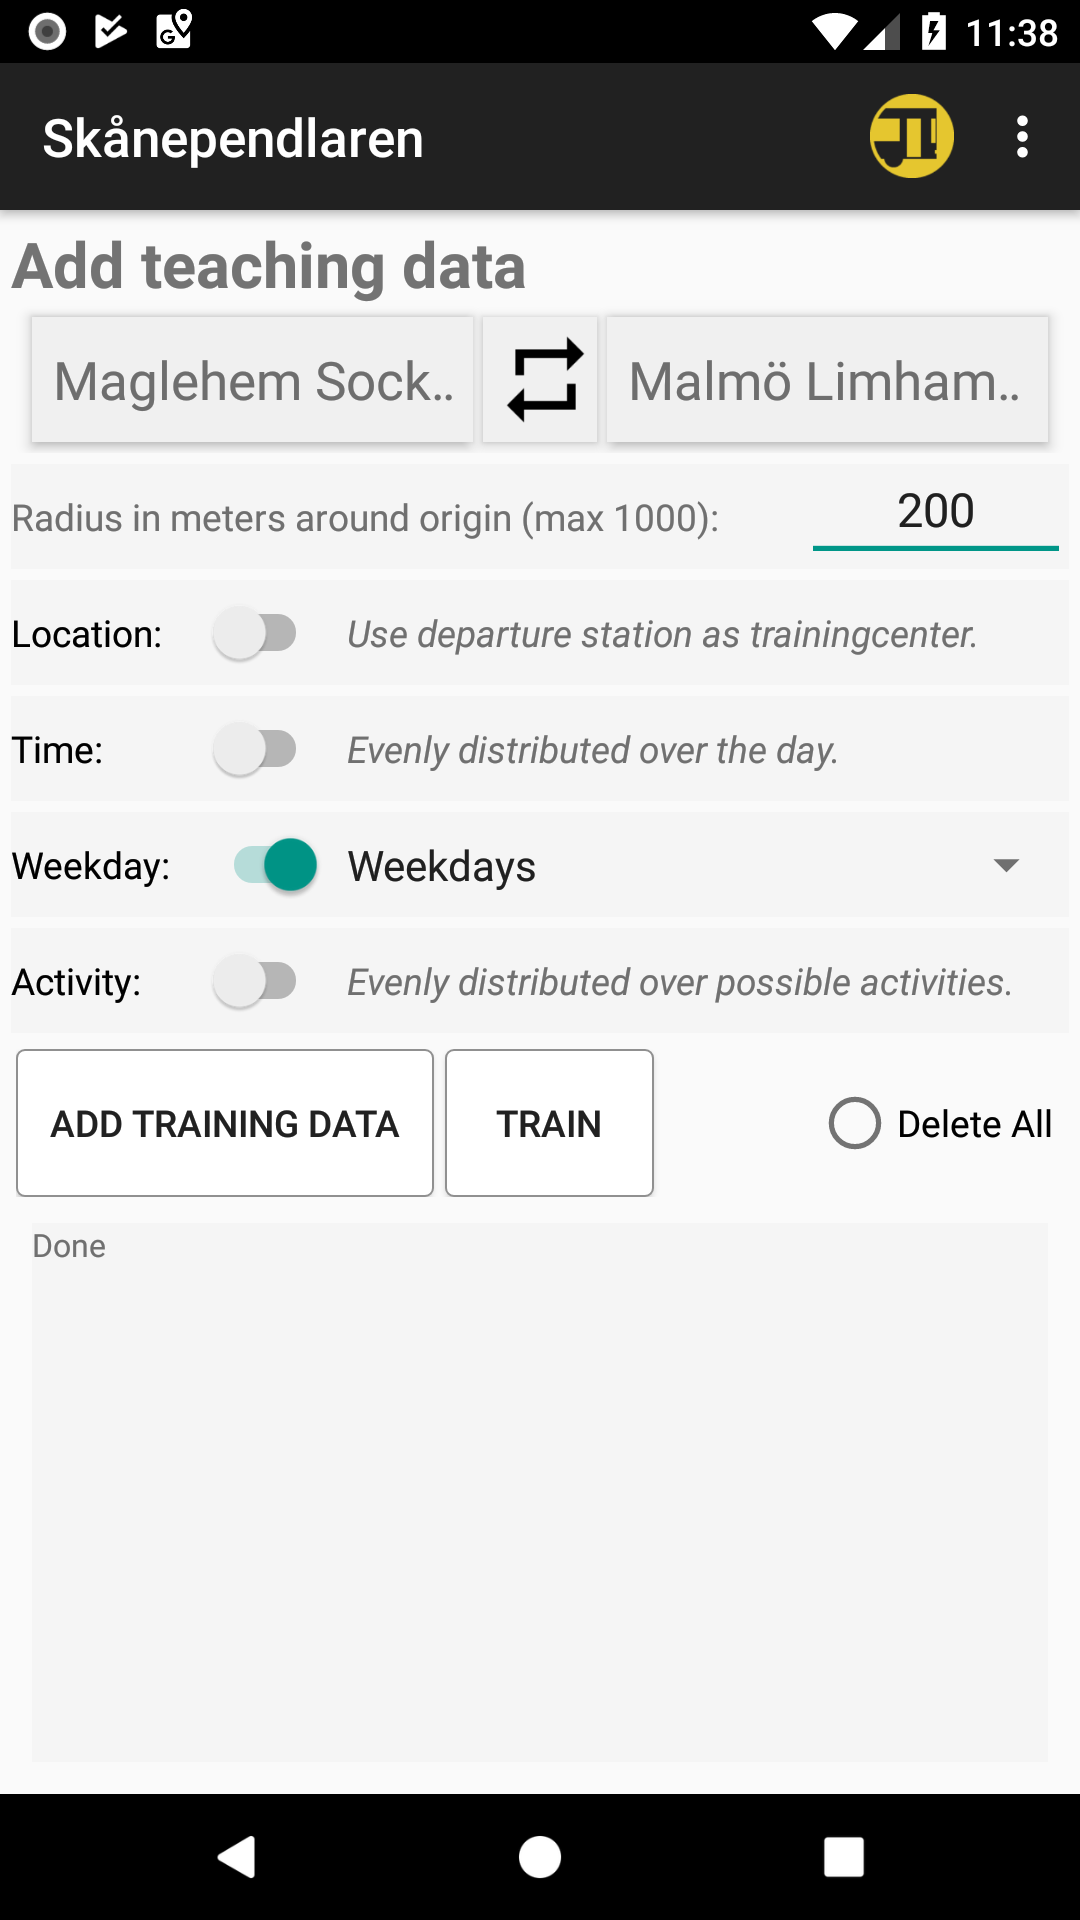 11:38
Skånependlaren
Add teaching data
Maglehem Sock.. Malmö Limham..
Radius in meters around origin (max 1000): 200
Location: Use departure station as trainingcenter.
Time: Evenly distributed over the day.
Weekday: Weekdays
Activity: Evenly distributed over possible activities.
ADD TRAINING DATA TRAIN Delete All
Done